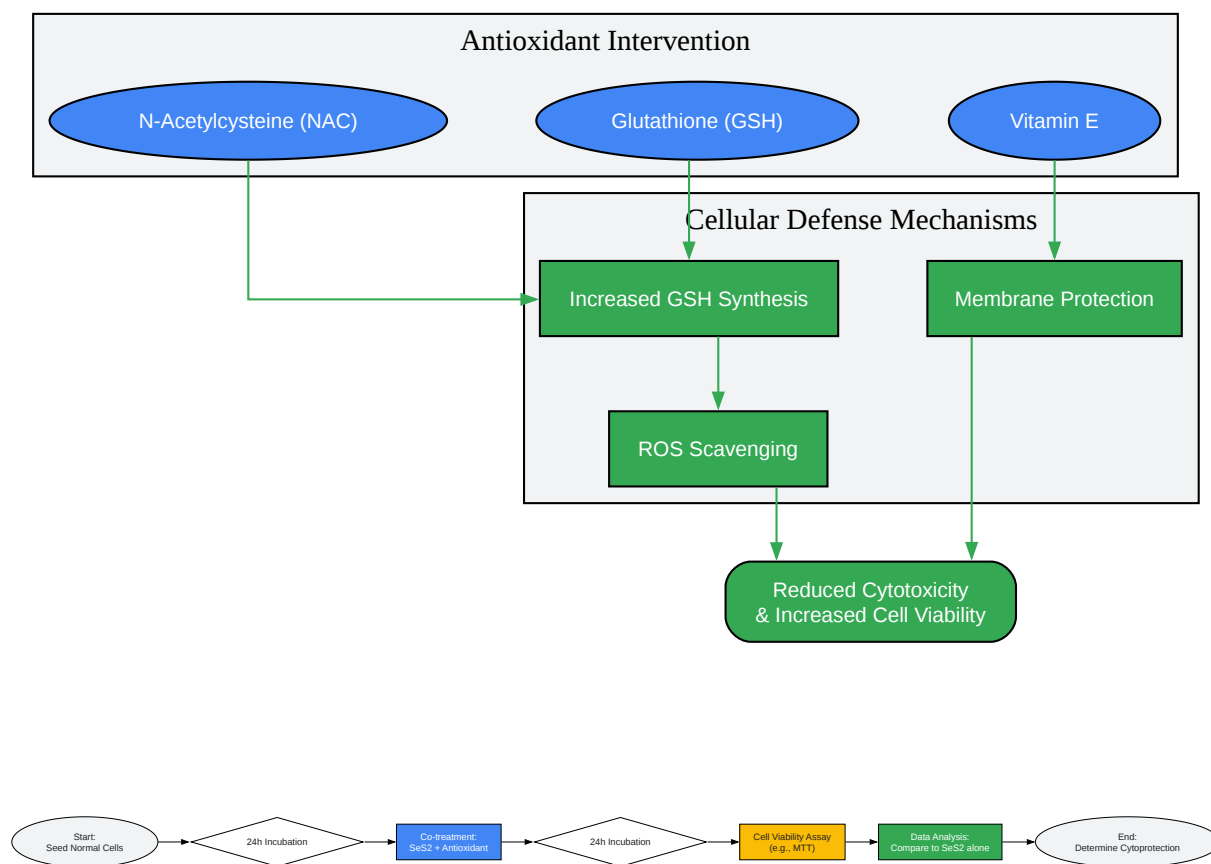 Antioxidant Intervention
N-Acetylcysteine (NAC)
Glutathione (GSH)
Vitamin E
Cellular Defense Mechanisms
Increased GSH Synthesis
Membrane Protection
ROS Scavenging
Reduced Cytotoxicity
& Increased Cell Viability
Start:
Seed Normal Cells
24h Incubation
Co-treatment:
SeS2 + Antioxidant
24h Incubation
Cell Viability Assay
(e.g., MTT)
Data Analysis:
Compare to SeS2 alone
End:
Determine Cytoprotection